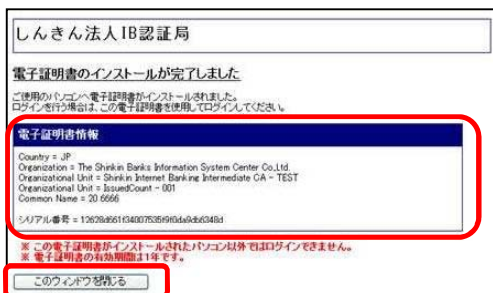 しんきん法人IB認証局
電子証明書のインストールが完了しました
ご使用のパソコンへ電子証明書がインストールされました。
ログインを行う場合は、この電子証明書を使用してログインしてください。
電子証明書情報
Country = JP
Organization = The Shinkin Banks Information System Center Co.,Ltd.
Organizational Unit = Shinkin Internet Banking Intermediate CA - TEST
Organizational Unit = IssuedCount - 001
Common Name = 20 6666
シリアル番号 =
※ この電子証明書がインストールされたパソコン以外ではログインできません。
※ 電子証明書の有効期間は1年です。
このウィンドウを閉じる